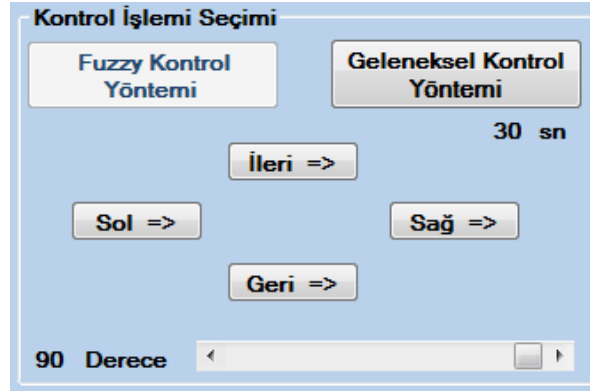 Kontrol İşlemi Seçimi
Fuzzy Kontrol
Yöntemi
Geleneksel Kontrol
Yöntemi
30 sn
İleri =>
Sol =>
Sağ =>
Geri =>
90 Derece